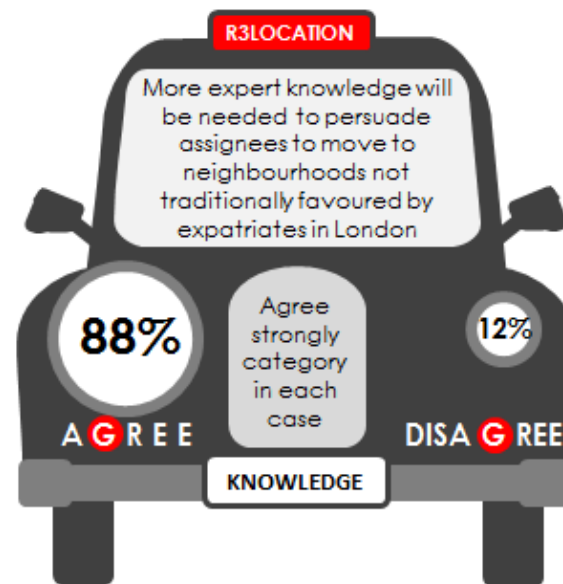 R3LOCATION
More expert knowledge will
be needed to persuade
assignees to move to
neighbourhoods not
traditionally favoured by
expatriates in London
88%
Agree
strongly
category
in each
case
12%
AGREE
DISAGREE
KNOWLEDGE